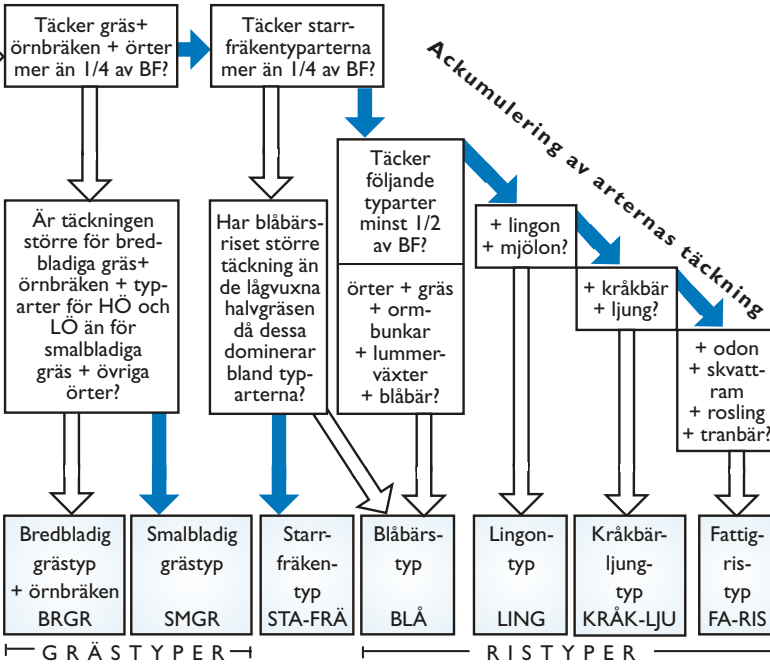 Täcker gräs+
örnbräken + örter
mer än 1/4 av BF?
Täcker starr-
fräkentyparterna
mer än 1/4 av BF?
Ackumulering av arternas täckning
Täcker
följande
typarter
minst 1/2
av BF?
örter + gräs
+ orm-
bunkar
+ lummer-
växter
+ blåbär?
+ lingon
+ mjölon?
+ kråkbär
+ ljung?
+ odon
+ skvatt-
ram
+ rosling
+ tranbär?
Är täckningen
större för bred-
bladiga gräs+
örnbräken + typ-
arter för HÖ och
LÖ än för
smalbladiga
gräs + övriga
örter?
Har blåbärs-
riset större
täckning än
de lågvuxna
halvgräsen
då dessa
dominerar
bland typ-
arterna?
Bredbladig
grästyp
+ örnbräken
BRGR
Smalbladig
grästyp
SMGR
Starr-
fräken-
typ
STA-FRÄ
Blåbärs-
typ
BLÅ
Lingon-
typ
LING
Kråkbär-
ljung-
typ
KRÅK-LJU
Fattig-
ris-
typ
FA-RIS
GRÄSTYPER
RISTYPER